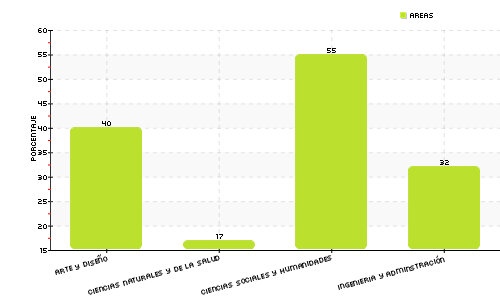 AREAS
60
55
50
45
40
35
30
25
20
15
PORCENTAJE
40
17
55
32
ARTE Y DISEÑO
CIENCIAS NATURALES Y DE LA SALUD
CIENCIAS SOCIALES Y HUMANIDADES
INGENIERIA Y ADMINSTRACIÓN